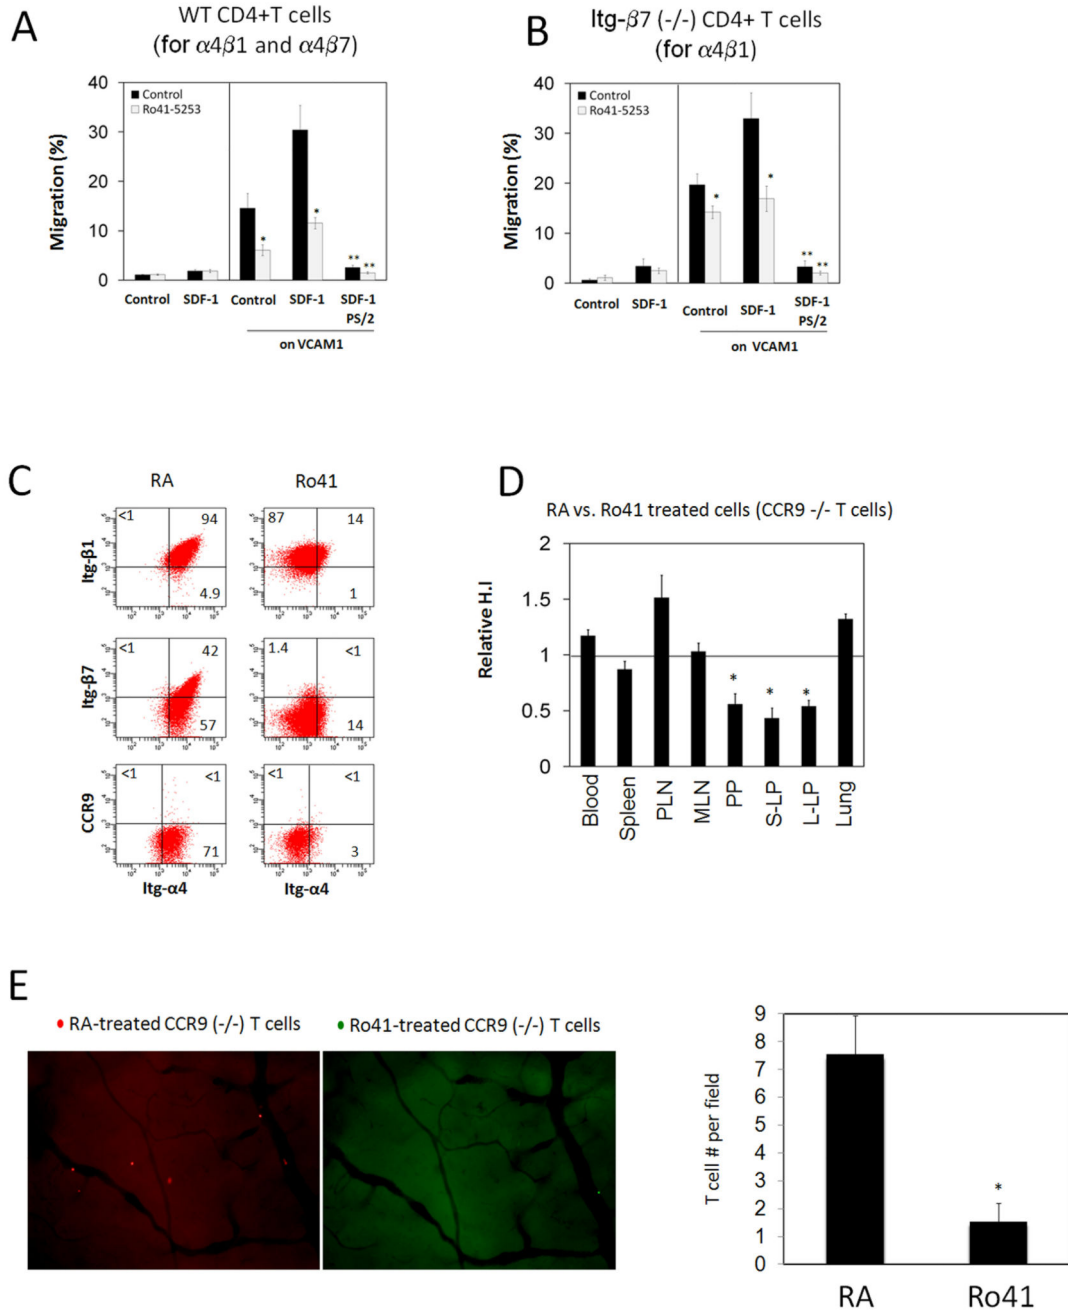 A
WT CD4+T cells
(for α4β1 and α4β7)
40
30
20
10
0
Migration (%)
Control
Ro41-5253
*
*
**
**
Control
SDF-1
Control
SDF-1
SDF-1
PS/2
on VCAM1
B
Itg-β7 (-/-) CD4+ T cells
(for α4β1)
40
30
20
10
0
Migration (%)
Control
Ro41-5253
*
*
**
**
Control
SDF-1
Control
SDF-1
SDF-1
PS/2
on VCAM1
C
RA
Ro41
Itg-β1
<1
94
4.9
87
14
1
Itg-β7
<1
42
57
1.4
<1
14
CCR9
<1
<1
71
<1
<1
3
Itg-α4
Itg-α4
D
RA vs. Ro41 treated cells (CCR9 -/- T cells)
Relative H.I
2
1.5
1
0.5
0
*
*
*
Blood
Spleen
PLN
MLN
PP
S-LP
L-LP
Lung
E
RA-treated CCR9 (-/-) T cells
Ro41-treated CCR9 (-/-) T cells
T cell # per field
9
8
7
6
5
4
3
2
1
0
*
RA
Ro41